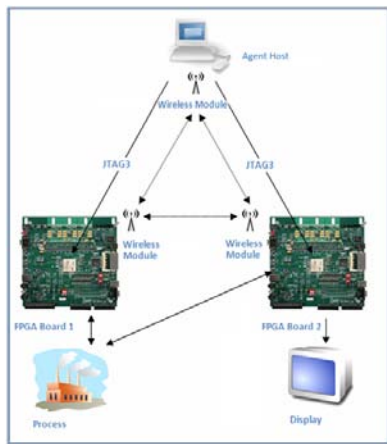 Agent Host
Wireless Module
JTAG3
JTAG3
Wireless
Module
Wireless
Module
FPGA Board 1
FPGA Board 2
Process
Display